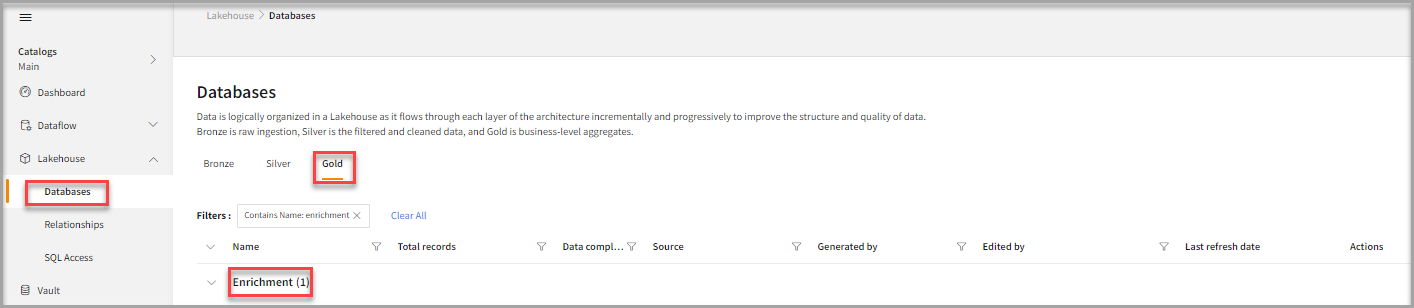 Lakehouse > Databases
Catalogs
Main
Dashboard
Dataflow
Lakehouse
Databases
Relationships
SQL Access
Vault
Databases
Data is logically organized in a Lakehouse as it flows through each layer of the architecture incrementally and progressively to improve the structure and quality of data.
Bronze is raw ingestion, Silver is the filtered and cleaned data, and Gold is business-level aggregates.
Bronze Silver Gold
Filters : Contains Name: enrichment × Clear All
Name Total records Data compl... Source Generated by Edited by Last refresh date Actions
Enrichment (1)